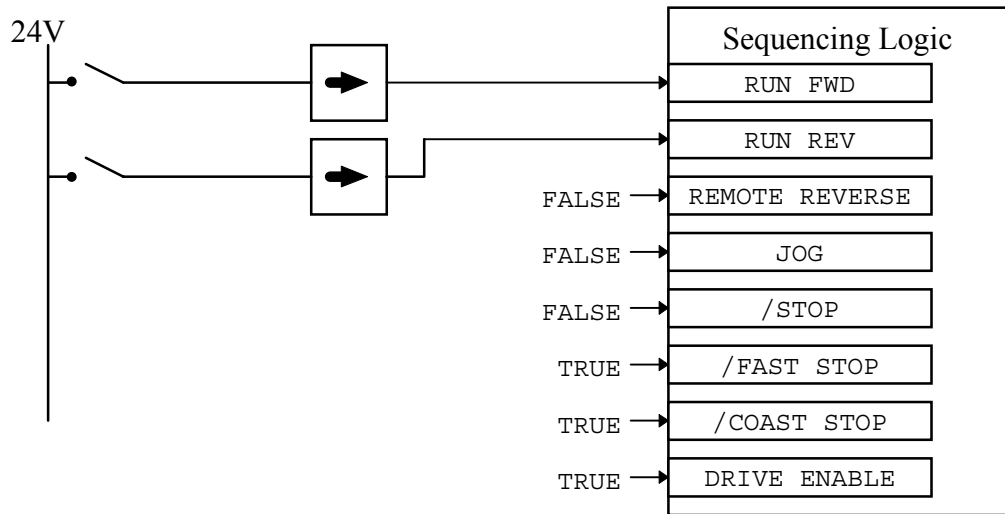 24V
Sequencing Logic
RUN FWD
RUN REV
FALSE REMOTE REVERSE
FALSE JOG
FALSE /STOP
TRUE /FAST STOP
TRUE /COAST STOP
TRUE DRIVE ENABLE